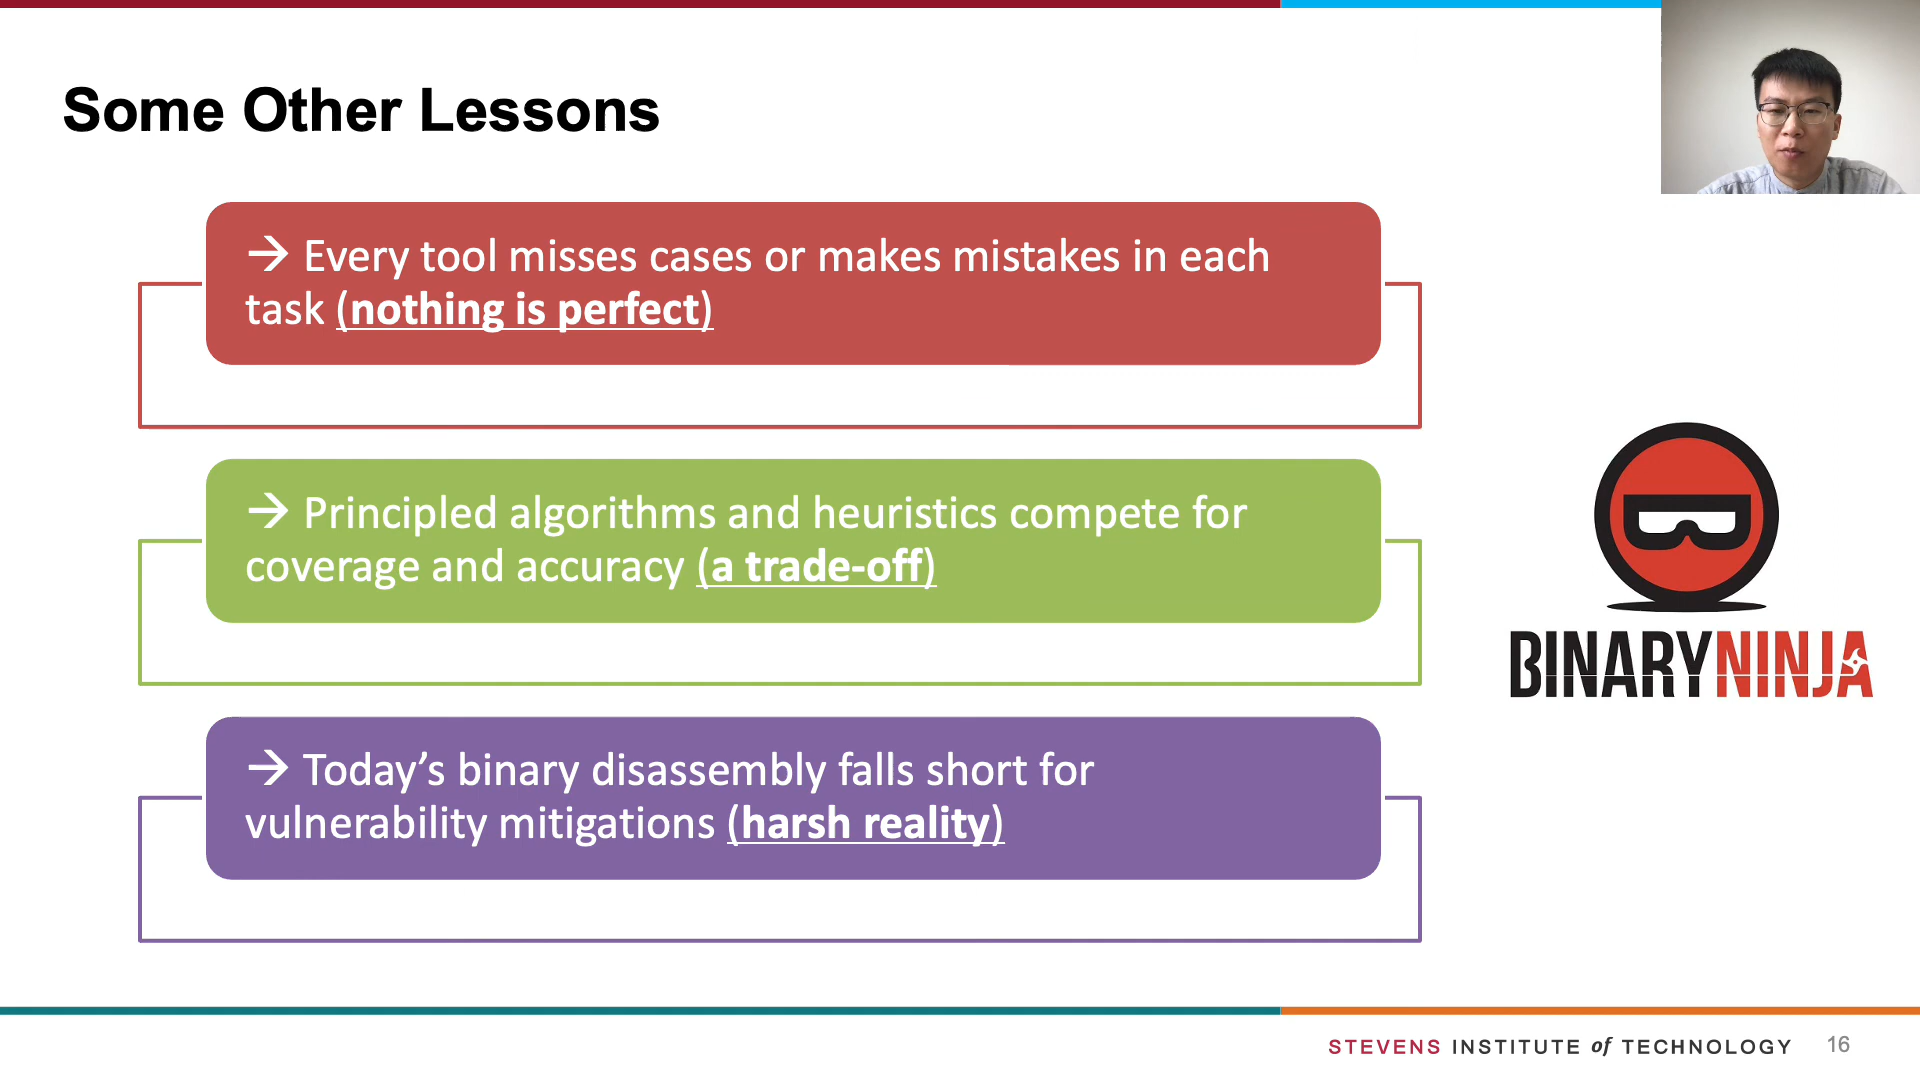 Some Other Lessons
→ Every tool misses cases or makes mistakes in each
task (nothing is perfect)
→ Principled algorithms and heuristics compete for
coverage and accuracy (a trade-off)
BINARYNINJA
→ Today’s binary disassembly falls short for
vulnerability mitigations (harsh reality)
STEVENS INSTITUTE of TECHNOLOGY 16